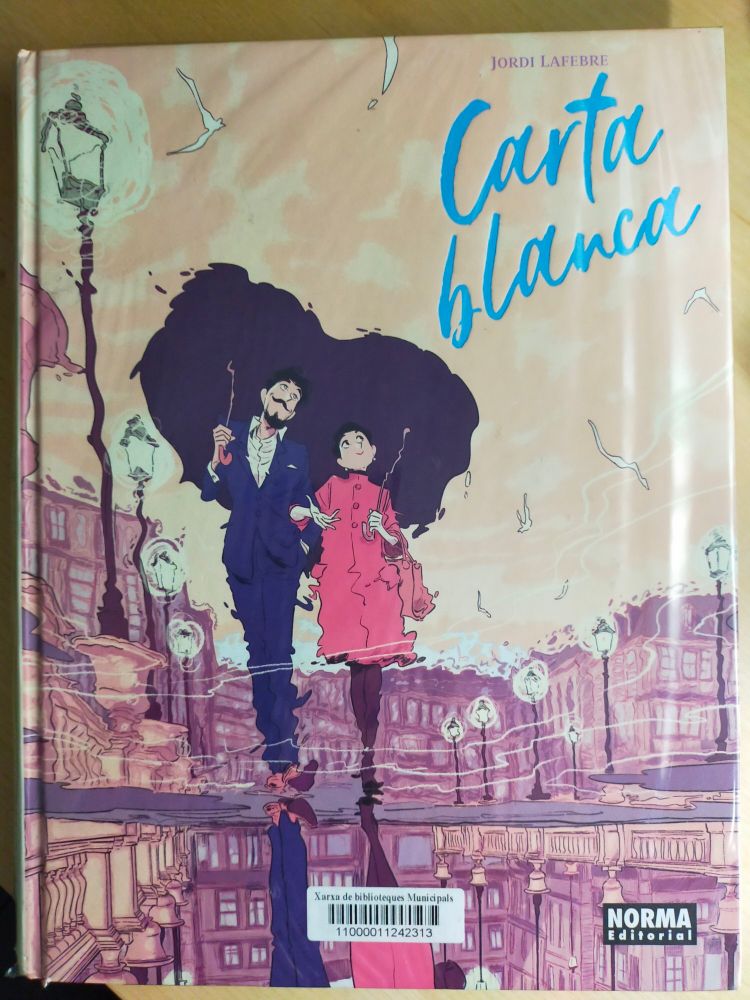 JORDI LAFEBRE
Carta
blanca
Xarxa de biblioteques Municipals
11000011242313
NORMA
Editorial